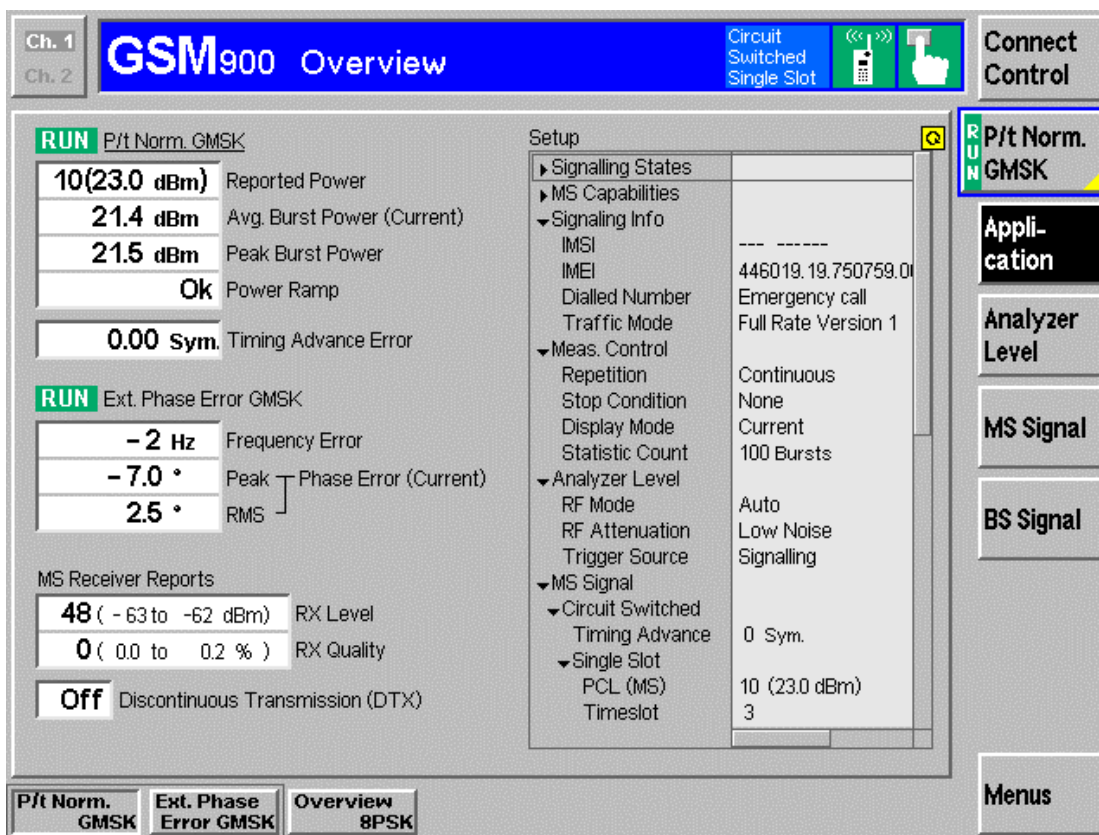 Ch. 1
Ch. 2
GSM900 Overview
Circuit
Switched
Single Slot
Connect
Control
RUN P/t Norm. GMSK
10(23.0 dBm) Reported Power
21.4 dBm Avg. Burst Power (Current)
21.5 dBm Peak Burst Power
Ok Power Ramp
0.00 Sym. Timing Advance Error
RUN Ext. Phase Error GMSK
– 2 Hz Frequency Error
– 7.0 ° Peak Phase Error (Current)
2.5 ° RMS
MS Receiver Reports
48 ( - 63 to -62 dBm) RX Level
0 ( 0.0 to 0.2 % ) RX Quality
Off Discontinuous Transmission (DTX)
Setup
Signalling States
MS Capabilities
Signaling Info
IMSI --- ------
IMEI 446019.19.750759.0
Dialled Number Emergency call
Traffic Mode Full Rate Version 1
Meas. Control
Repetition Continuous
Stop Condition None
Display Mode Current
Statistic Count 100 Bursts
Analyzer Level
RF Mode Auto
RF Attenuation Low Noise
Trigger Source Signalling
MS Signal
Circuit Switched
Timing Advance 0 Sym.
Single Slot
PCL (MS) 10 (23.0 dBm)
Timeslot 3
RUN
P/t Norm.
GMSK
Appli-
cation
Analyzer
Level
MS Signal
BS Signal
Menus
P/t Norm.
GMSK
Ext. Phase
Error GMSK
Overview
8PSK